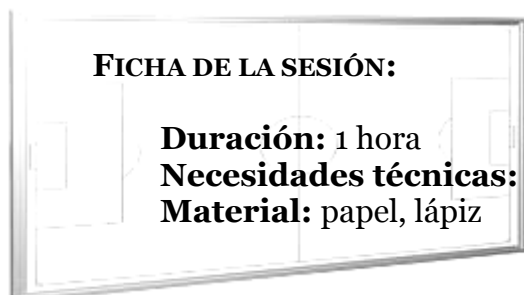 FICHA DE LA SESIÓN:
Duración: 1 hora
Necesidades técnicas:
Material: papel, lápiz